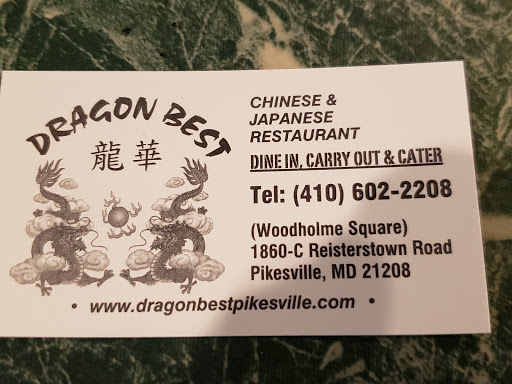 DRAGON BEST
龍華
CHINESE &
JAPANESE
RESTAURANT
DINE IN, CARRY OUT & CATER
Tel: (410) 602-2208
(Woodholme Square)
1860-C Reisterstown Road
Pikesville, MD 21208
• www.dragonbestpikesville.com •